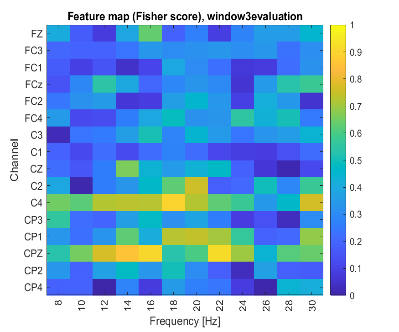 Feature map (Fisher score), window3evaluation
FZ
FC3
FC1
FCz
FC2
FC4
C3
C1
CZ
C2
C4
CP3
CP1
CPZ
CP2
CP4
Channel
8 10 12 14 16 18 20 22 24 26 28 30
Frequency [Hz]
1
0.9
0.8
0.7
0.6
0.5
0.4
0.3
0.2
0.1
0